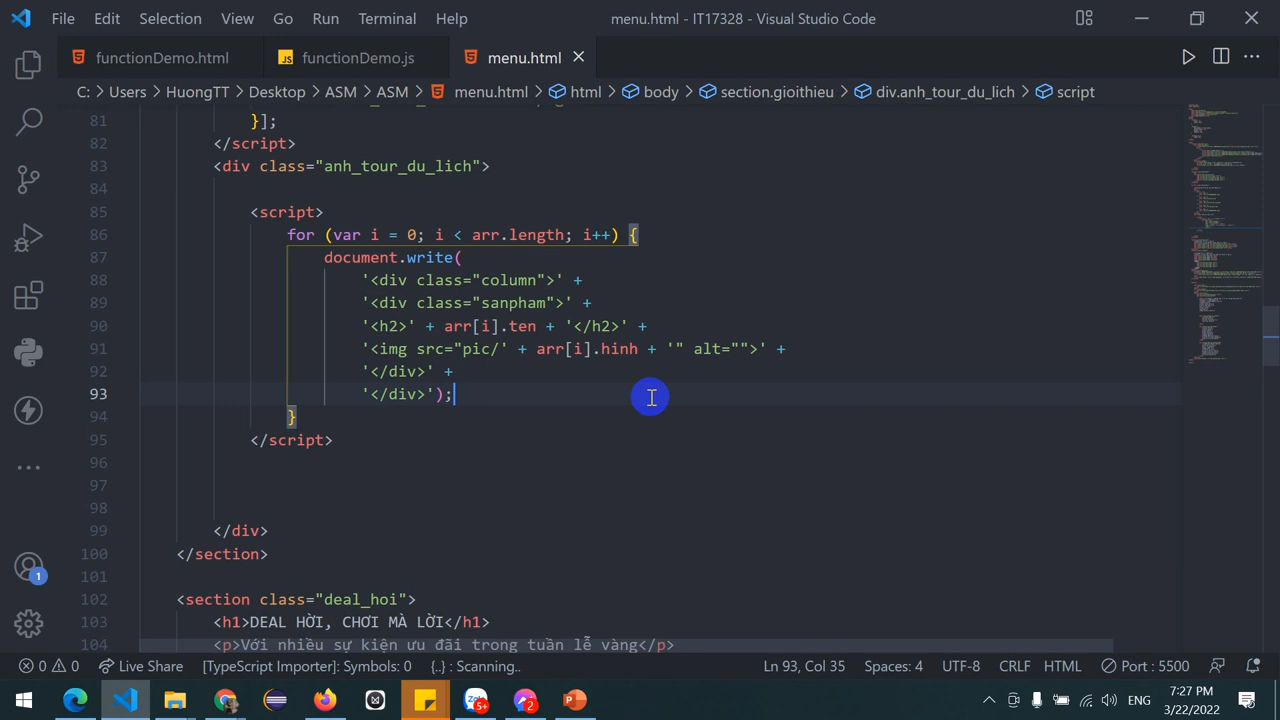 File Edit Selection View Go Run Terminal Help menu.html - IT17328 - Visual Studio Code
functionDemo.html JS functionDemo.js menu.html
C: > Users > HuongTT > Desktop > ASM > ASM > menu.html > html > body > section.gioithieu > div.anh_tour_du_lich > script
81 }];
82 </script>
83 <div class="anh_tour_du_lich">
84
85 <script>
86 for (var i = 0; i < arr.length; i++) {
87 document.write(
88 '<div class="column">' +
89 '<div class="sanpham">' +
90 '<h2>' + arr[i].ten + '</h2>' +
91 '<img src="pic/' + arr[i].hinh + '" alt="">' +
92 '</div>' +
93 '</div>');
94 }
95 </script>
96
97
98
99 </div>
100 </section>
101
102 <section class="deal_hoi">
103 <h1>DEAL HỜI, CHƠI MÀ LỜI</h1>
104 <p>Với nhiều sự kiện ưu đãi trong tuần lễ vàng</p>
1
0 0 Live Share [TypeScript Importer]: Symbols: 0 {..} : Scanning.. Ln 93, Col 35 Spaces: 4 UTF-8 CRLF HTML Port : 5500
Zalo 5+ 2 ENG 7:27 PM
3/22/2022